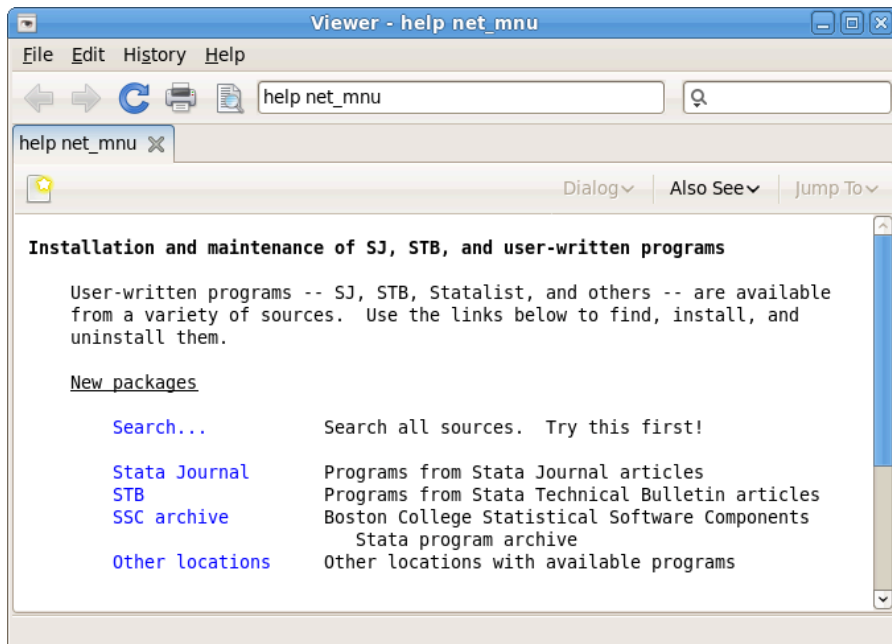 Viewer - help net_mnu
File Edit History Help
help net_mnu
help net_mnu
Dialog Also See Jump To
Installation and maintenance of SJ, STB, and user-written programs
User-written programs -- SJ, STB, Statalist, and others -- are available
from a variety of sources. Use the links below to find, install, and
uninstall them.
New packages
Search... Search all sources. Try this first!
Stata Journal Programs from Stata Journal articles
STB Programs from Stata Technical Bulletin articles
SSC archive Boston College Statistical Software Components
Stata program archive
Other locations Other locations with available programs